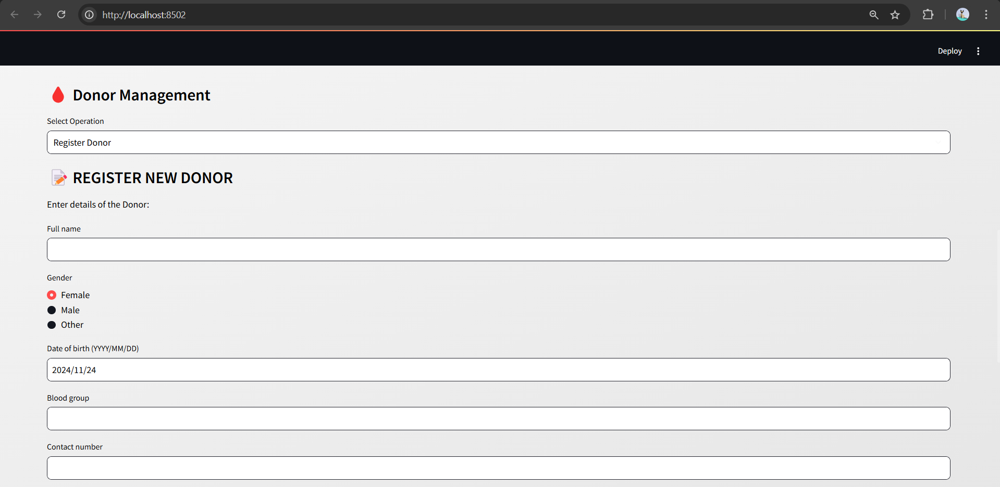 http://localhost:8502
Deploy
Donor Management
Select Operation
Register Donor
REGISTER NEW DONOR
Enter details of the Donor:
Full name
Gender
Female
Male
Other
Date of birth (YYYY/MM/DD)
2024/11/24
Blood group
Contact number